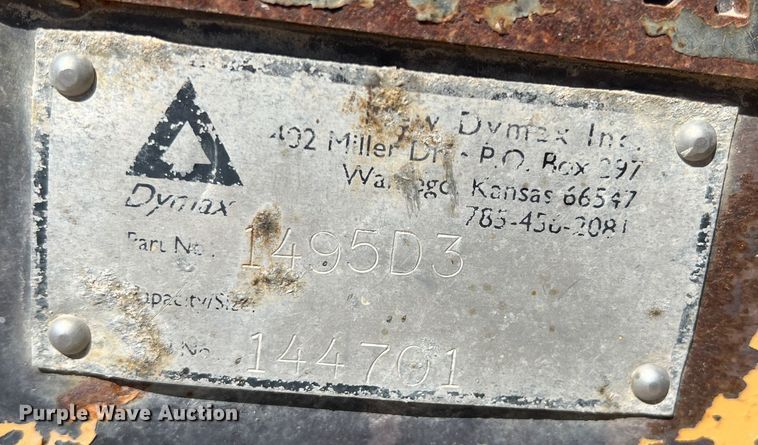 Dymax
Dymax Inc.
402 Miller Dr. - P.O. Box 297
Kansas 66547
785-456-2081
Part No. 1495D3
Capacity/Size
No. 144701
Purple Wave Auction